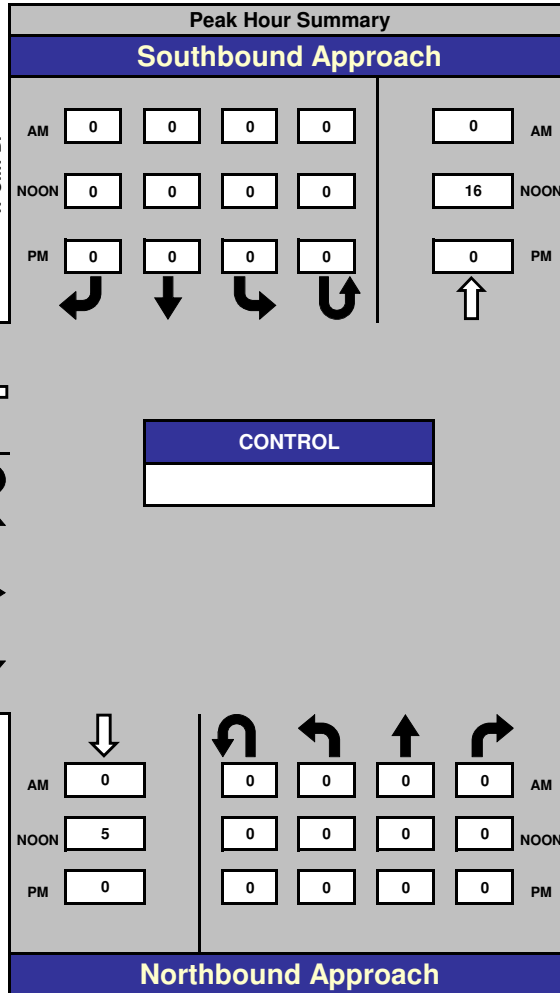 Peak Hour Summary
Southbound Approach
AM 0 0 0 0 0 AM
NOON 0 0 0 0 16 NOON
PM 0 0 0 0 0 PM
CONTROL
AM 0 0 0 0 0 AM
NOON 5 0 0 0 0 NOON
PM 0 0 0 0 0 PM
Northbound Approach